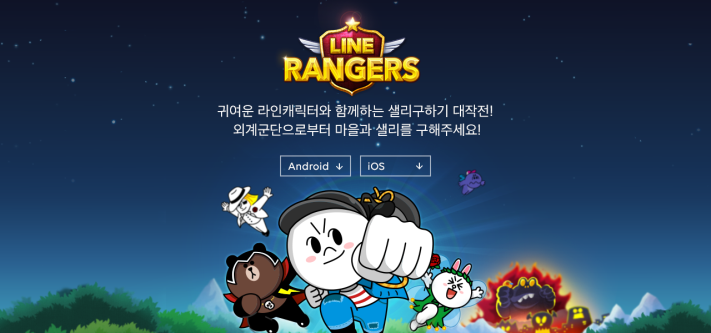 LINE
RANGERS
귀여운 라인캐릭터와 함께하는 샐리구하기 대작전!
외계군단으로부터 마을과 샐리를 구해주세요!
Android ↓
iOS ↓